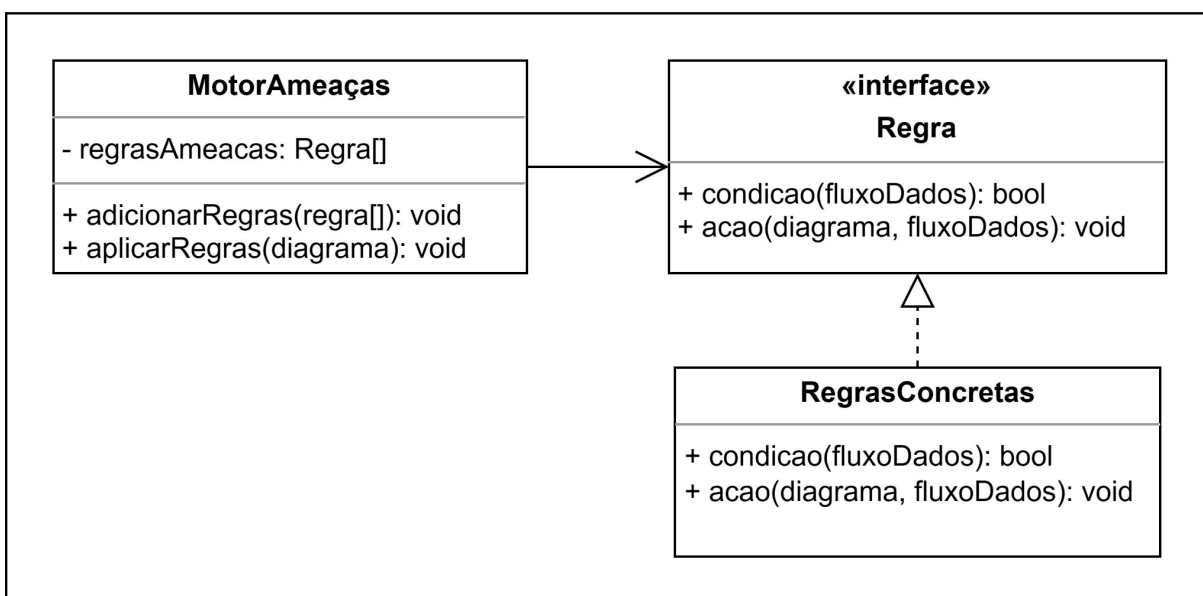 MotorAmeaças
- regrasAmeacas: Regra[]
+ adicionarRegras(regra[]): void
+ aplicarRegras(diagrama): void
«interface»
Regra
+ condicao(fluxoDados): bool
+ acao(diagrama, fluxoDados): void
RegrasConcretas
+ condicao(fluxoDados): bool
+ acao(diagrama, fluxoDados): void